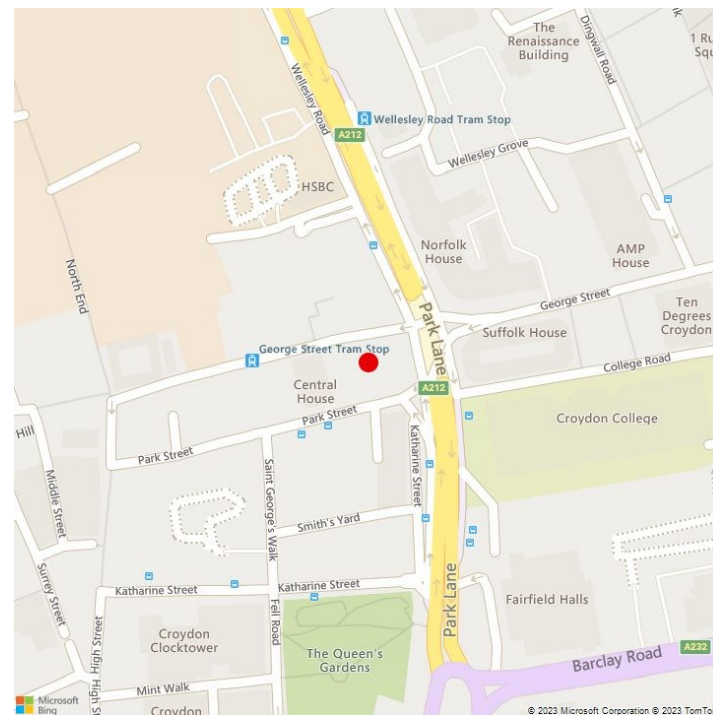 The
Renaissance
Building
Dingwall Road
Wellesley Road
Wellesley Road Tram Stop
A212
Wellesley Grove
HSBC
Norfolk
House
AMP
House
North End
George Street
Ten
Degrees
Croydon
Park Lane
Suffolk House
George Street Tram Stop
College Road
Central
House
A212
Park Street
Croydon College
Hill
Park Street
Katharine Street
Middle Street
Saint George's Walk
Smith's Yard
Surrey Street
Katharine Street
Katharine Street
Fairfield Halls
High Street
Fell Road
Park Lane
Croydon
Clocktower
The Queen's
Gardens
A232
Barclay Road
Mint Walk
High
Croydon
Microsoft
Bing
© 2023 Microsoft Corporation © 2023 TomTo